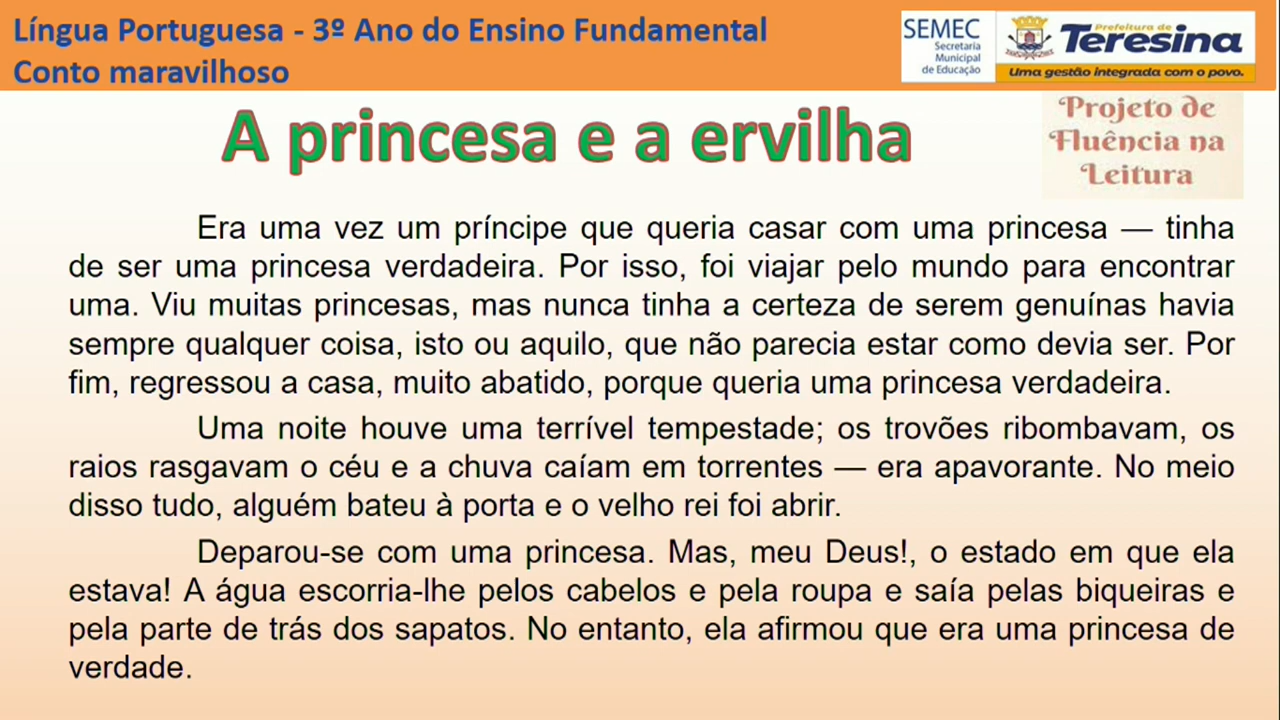 Língua Portuguesa - 3º Ano do Ensino Fundamental
Conto maravilhoso
SEMEC
Secretaria
Municipal
de Educação
Prefeitura de
Teresina
Uma gestão integrada com o povo.
Projeto de
Fluência na
Leitura
A princesa e a ervilha
Era uma vez um príncipe que queria casar com uma princesa — tinha
de ser uma princesa verdadeira. Por isso, foi viajar pelo mundo para encontrar
uma. Viu muitas princesas, mas nunca tinha a certeza de serem genuínas havia
sempre qualquer coisa, isto ou aquilo, que não parecia estar como devia ser. Por
fim, regressou a casa, muito abatido, porque queria uma princesa verdadeira.
Uma noite houve uma terrível tempestade; os trovões ribombavam, os
raios rasgavam o céu e a chuva caíam em torrentes — era apavorante. No meio
disso tudo, alguém bateu à porta e o velho rei foi abrir.
Deparou-se com uma princesa. Mas, meu Deus!, o estado em que ela
estava! A água escorria-lhe pelos cabelos e pela roupa e saía pelas biqueiras e
pela parte de trás dos sapatos. No entanto, ela afirmou que era uma princesa de
verdade.